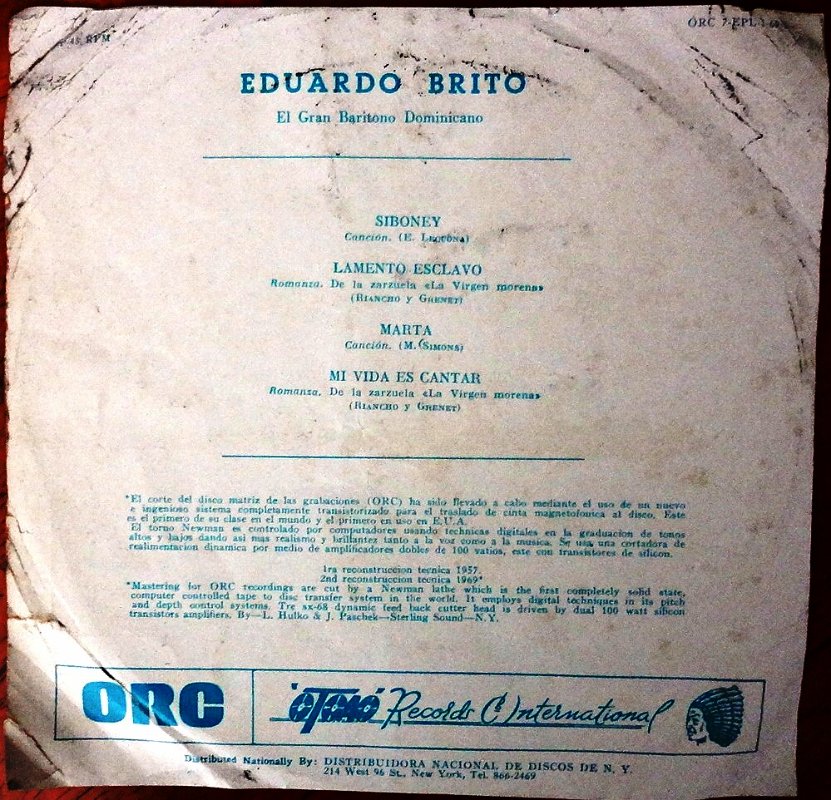 45 RPM
ORC 7-EPL-1
EDUARDO BRITO
El Gran Baritono Dominicano
SIBONEY
Canción. (E. LECUONA)
LAMENTO ESCLAVO
Romanza. De la zarzuela «La Virgen morena»
(RIANCHO Y GRENET)
MARTA
Canción. (M. SIMONS)
MI VIDA ES CANTAR
Romanza. De la zarzuela «La Virgen morena»
(RIANCHO Y GRENET)
*El corte del disco matriz de las grabaciones (ORC) ha sido llevado a cabo mediante el uso de un nuevo
e ingenioso sistema completamente transistorizado para el traslado de cinta magnetofonica al disco. Este
es el primero de su clase en el mundo y el primero en uso en E.U.A.
El torno Newman es controlado por computadores usando technicas digitales en la graduacion de tonos
altos y bajos dando asi mas realismo y brillantez tanto a la voz como a la musica. Se usa una cortadora de
realimentacion dinamica por medio de amplificadores dobles de 100 vatios, este con transistores de silicon.
1ra reconstruccion tecnica 1957.
2nd reconstruccion tecnica 1969*
*Mastering for ORC recordings are cut by a Newman lathe which is the first completely solid state,
computer controlled tape to disc transfer system in the world. It employs digital techniques in its pitch
and depth control systems. Tre sx-68 dynamic feed back cutter head is driven by dual 100 watt silicon
transistors amplifiers. By—L. Hulko & J. Paschek—Sterling Sound—N.Y.
ORC
Records International
Distributed Nationally By: DISTRIBUIDORA NACIONAL DE DISCOS DE N. Y.
214 West 96 St., New York, Tel. 866-2469